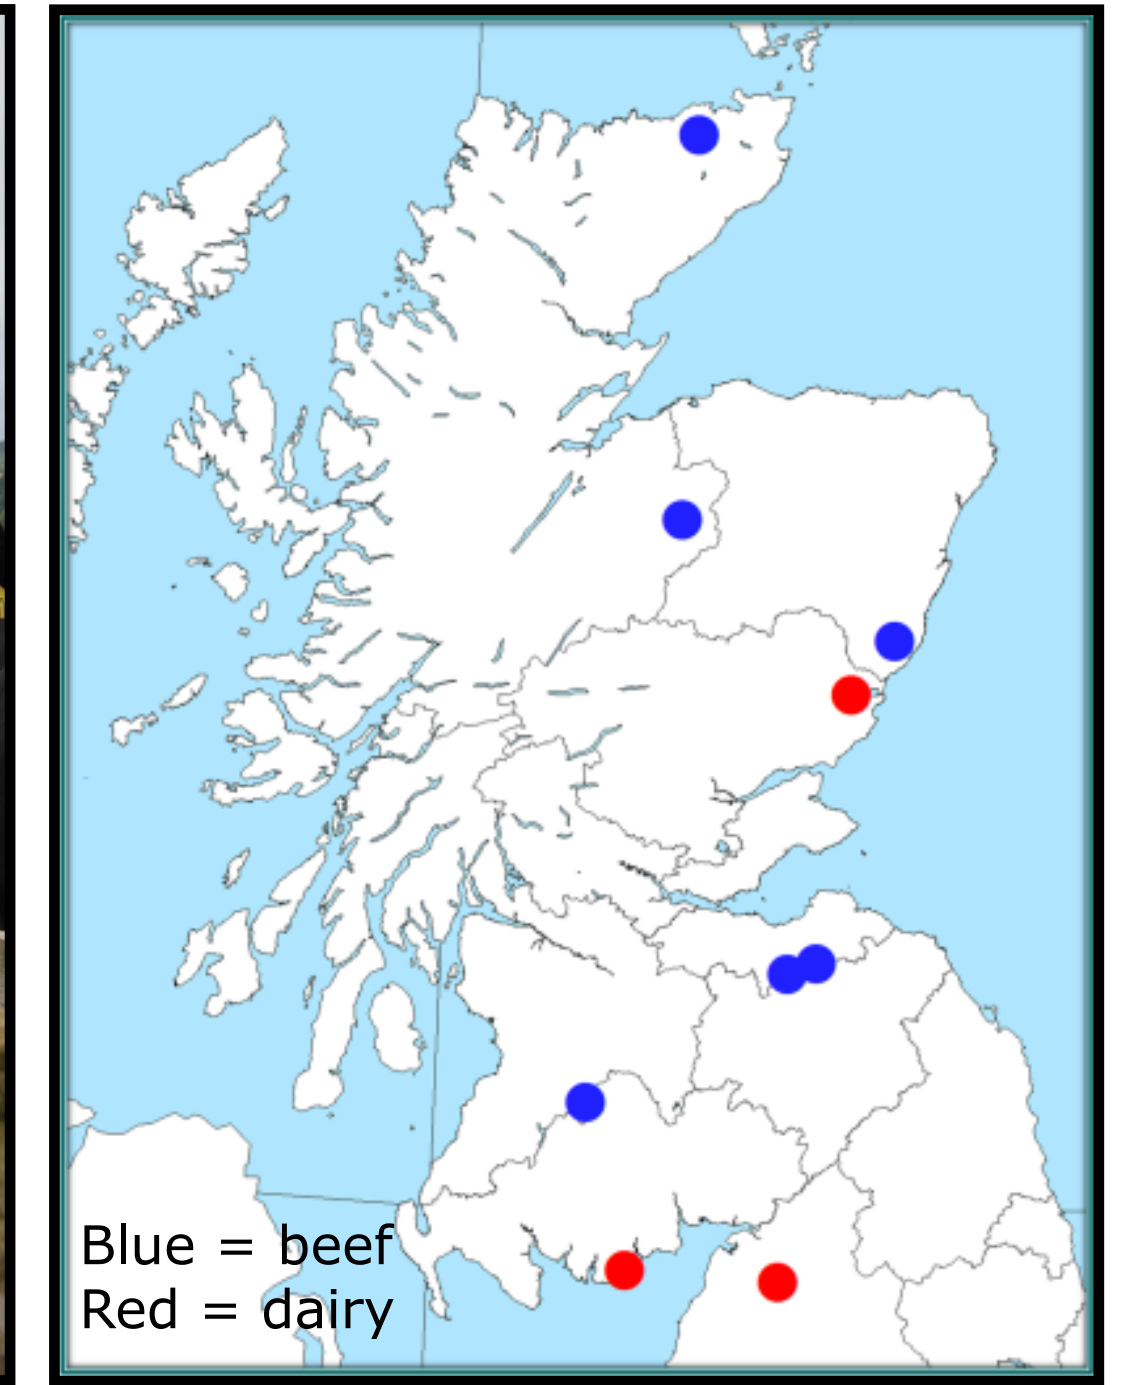 Blue = beef
Red = dairy